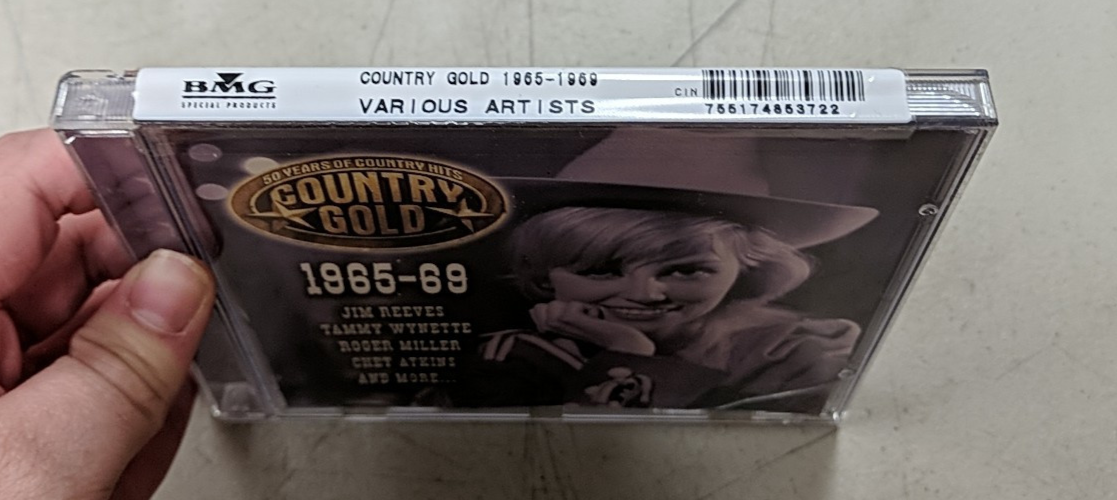 BMG
SPECIAL PRODUCTS
COUNTRY GOLD 1965-1969
VARIOUS ARTISTS
CIN
755174853722
50 YEARS OF COUNTRY HITS
COUNTRY
GOLD
1965-69
JIM REEVES
TAMMY WYNETTE
ROGER MILLER
CHET ATKINS
AND MORE...